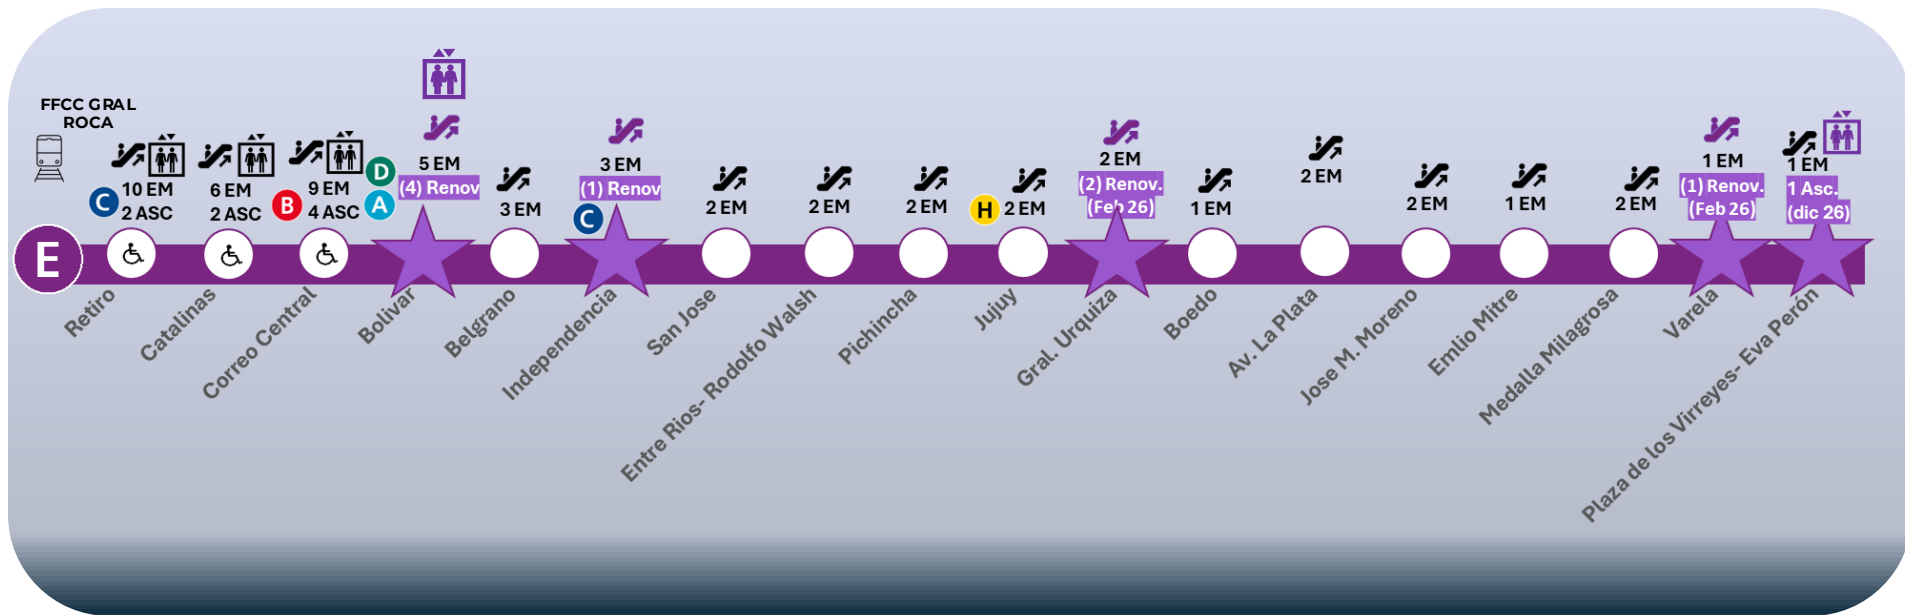 FFCC GRAL
ROCA
C
10 EM
2 ASC
6 EM
2 ASC
B
9 EM
4 ASC
D
A
5 EM
(4) Renov
3 EM
3 EM
(1) Renov
C
2 EM
2 EM
2 EM
H
2 EM
2 EM
(2) Renov.
(Feb 26)
1 EM
2 EM
2 EM
1 EM
2 EM
1 EM
(1) Renov.
(Feb 26)
1 EM
1 Asc.
(dic 26)
E
Retiro
Catalinas
Correo Central
Bolivar
Belgrano
Independencia
San Jose
Entre Rios- Rodolfo Walsh
Pichincha
Jujuy
Gral. Urquiza
Boedo
Av. La Plata
Jose M. Moreno
Emlio Mitre
Medalla Milagrosa
Varela
Plaza de los Virreyes- Eva Perón